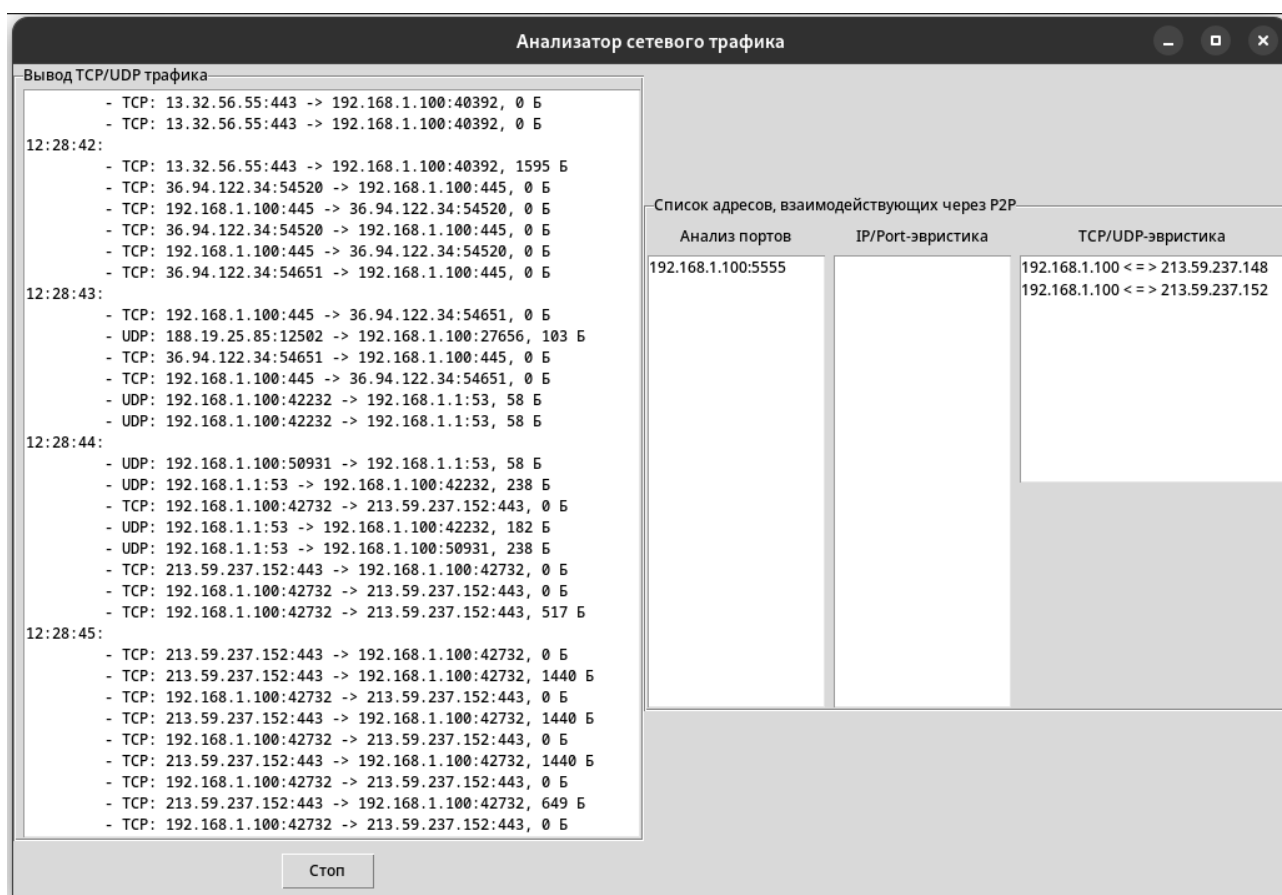 Анализатор сетевого трафика
Вывод TCP/UDP трафика
- TCP: 13.32.56.55:443 -> 192.168.1.100:40392, 0 Б
- TCP: 13.32.56.55:443 -> 192.168.1.100:40392, 0 Б
12:28:42:
- TCP: 13.32.56.55:443 -> 192.168.1.100:40392, 1595 Б
- TCP: 36.94.122.34:54520 -> 192.168.1.100:445, 0 Б
- TCP: 192.168.1.100:445 -> 36.94.122.34:54520, 0 Б
- TCP: 36.94.122.34:54520 -> 192.168.1.100:445, 0 Б
- TCP: 192.168.1.100:445 -> 36.94.122.34:54520, 0 Б
- TCP: 36.94.122.34:54651 -> 192.168.1.100:445, 0 Б
12:28:43:
- TCP: 192.168.1.100:445 -> 36.94.122.34:54651, 0 Б
- UDP: 188.19.25.85:12502 -> 192.168.1.100:27656, 103 Б
- TCP: 36.94.122.34:54651 -> 192.168.1.100:445, 0 Б
- TCP: 192.168.1.100:445 -> 36.94.122.34:54651, 0 Б
- UDP: 192.168.1.100:42232 -> 192.168.1.1:53, 58 Б
- UDP: 192.168.1.100:42232 -> 192.168.1.1:53, 58 Б
12:28:44:
- UDP: 192.168.1.100:50931 -> 192.168.1.1:53, 58 Б
- UDP: 192.168.1.1:53 -> 192.168.1.100:42232, 238 Б
- TCP: 192.168.1.100:42732 -> 213.59.237.152:443, 0 Б
- UDP: 192.168.1.1:53 -> 192.168.1.100:42232, 182 Б
- UDP: 192.168.1.1:53 -> 192.168.1.100:50931, 238 Б
- TCP: 213.59.237.152:443 -> 192.168.1.100:42732, 0 Б
- TCP: 192.168.1.100:42732 -> 213.59.237.152:443, 0 Б
- TCP: 192.168.1.100:42732 -> 213.59.237.152:443, 517 Б
12:28:45:
- TCP: 213.59.237.152:443 -> 192.168.1.100:42732, 0 Б
- TCP: 213.59.237.152:443 -> 192.168.1.100:42732, 1440 Б
- TCP: 192.168.1.100:42732 -> 213.59.237.152:443, 0 Б
- TCP: 213.59.237.152:443 -> 192.168.1.100:42732, 1440 Б
- TCP: 192.168.1.100:42732 -> 213.59.237.152:443, 0 Б
- TCP: 213.59.237.152:443 -> 192.168.1.100:42732, 1440 Б
- TCP: 192.168.1.100:42732 -> 213.59.237.152:443, 0 Б
- TCP: 213.59.237.152:443 -> 192.168.1.100:42732, 649 Б
- TCP: 192.168.1.100:42732 -> 213.59.237.152:443, 0 Б
Стоп
Список адресов, взаимодействующих через P2P
Анализ портов
192.168.1.100:5555
IP/Port-эвристика
TCP/UDP-эвристика
192.168.1.100 < = > 213.59.237.148
192.168.1.100 < = > 213.59.237.152